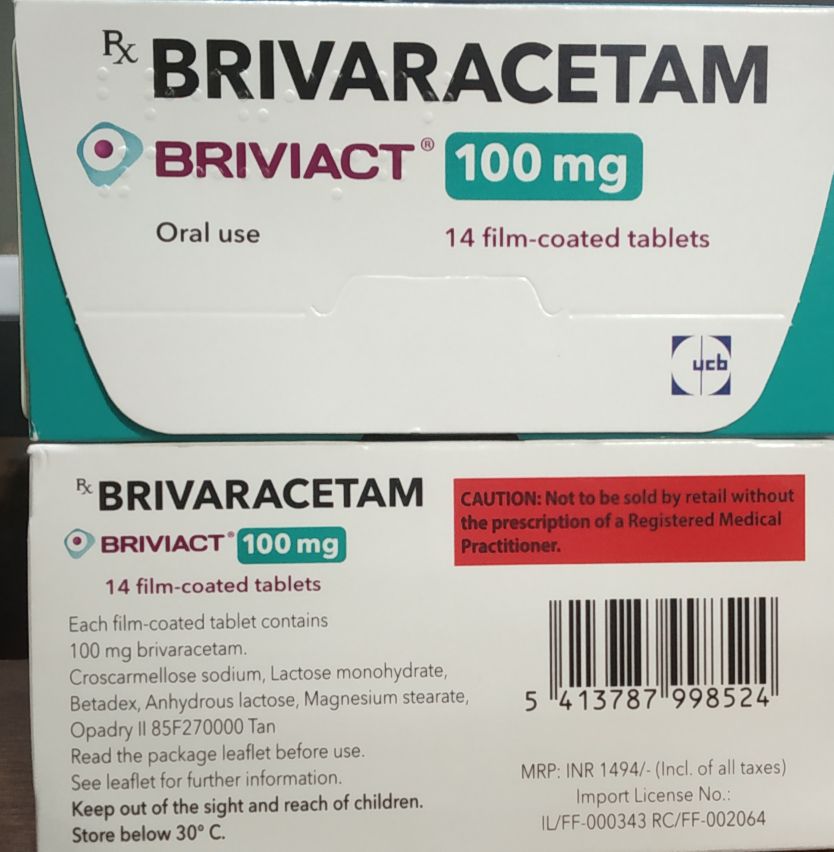 Rx BRIVARACETAM
BRIVIACT® 100 mg
Oral use
14 film-coated tablets
ucb
Rx BRIVARACETAM
BRIVIACT® 100 mg
14 film-coated tablets
Each film-coated tablet contains
100 mg brivaracetam.
Croscarmellose sodium, Lactose monohydrate,
Betadex, Anhydrous lactose, Magnesium stearate,
Opadry II 85F270000 Tan
Read the package leaflet before use.
See leaflet for further information.
Keep out of the sight and reach of children.
Store below 30° C.
CAUTION: Not to be sold by retail without
the prescription of a Registered Medical
Practitioner.
5 413787 998524
MRP: INR 1494/- (Incl. of all taxes)
Import License No.:
IL/FF-000343 RC/FF-002064